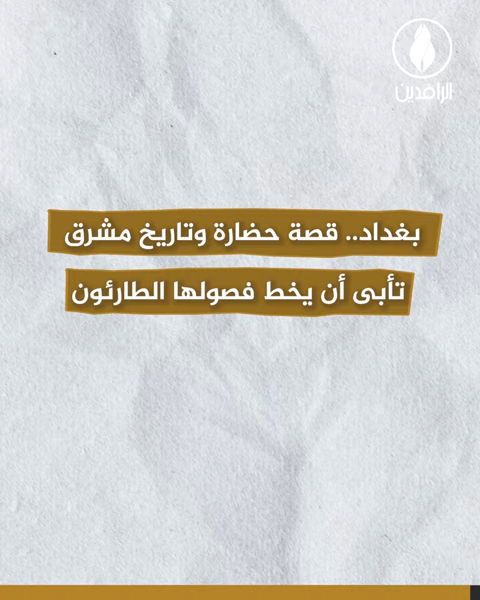 الرافدين
بغداد.. قصة حضارة وتاريخ مشرق
تأبى أن يخط فصولها الطارئون